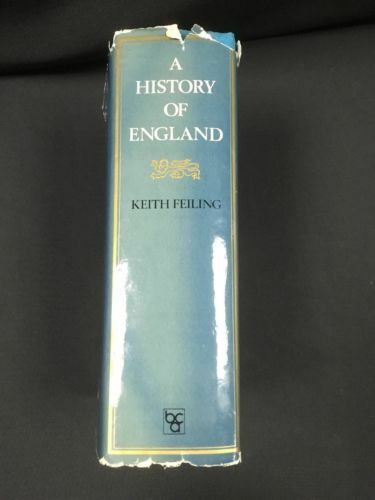 A
HISTORY
OF
ENGLAND
KEITH FEILING
bca